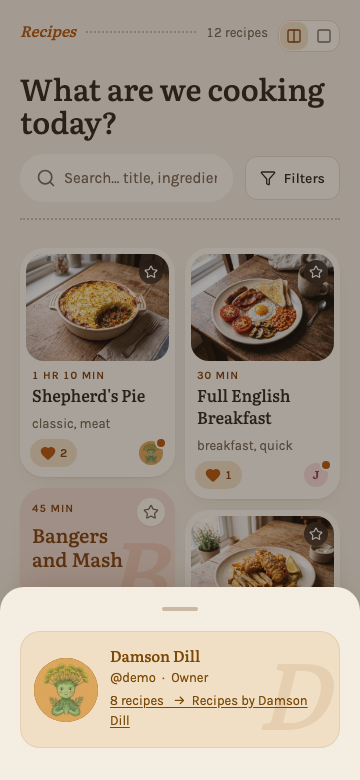 Recipes
12 recipes
What are we cooking
today?
Search... title, ingredien
Filters
1 HR 10 MIN
Shepherd's Pie
classic, meat
2
30 MIN
Full English
Breakfast
breakfast, quick
1
J
45 MIN
Bangers
and Mash
B
Damson Dill
@demo · Owner
8 recipes → Recipes by Damson
Dill
D